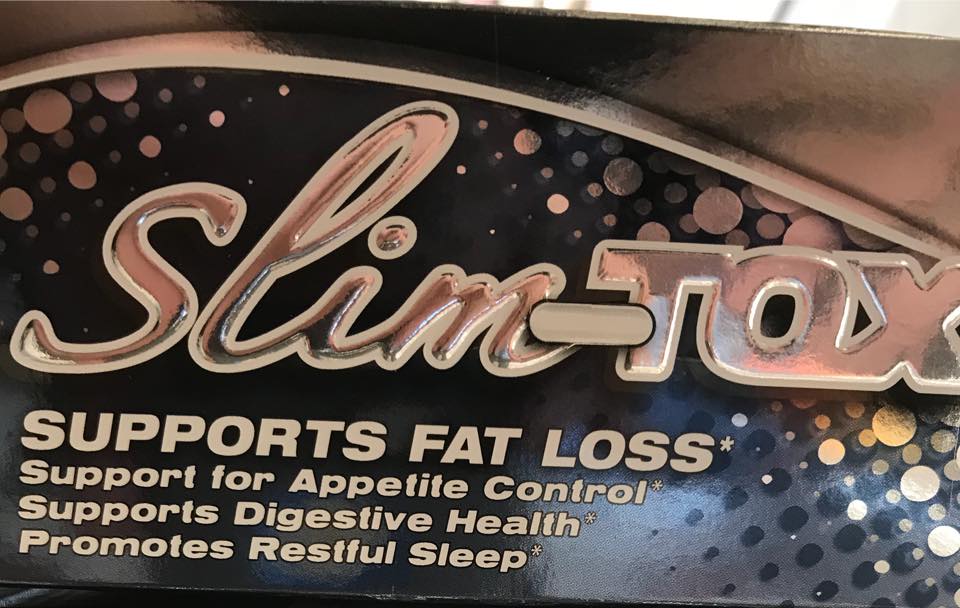 Slim-TOX
SUPPORTS FAT LOSS*
Support for Appetite Control*
Supports Digestive Health*
Promotes Restful Sleep*